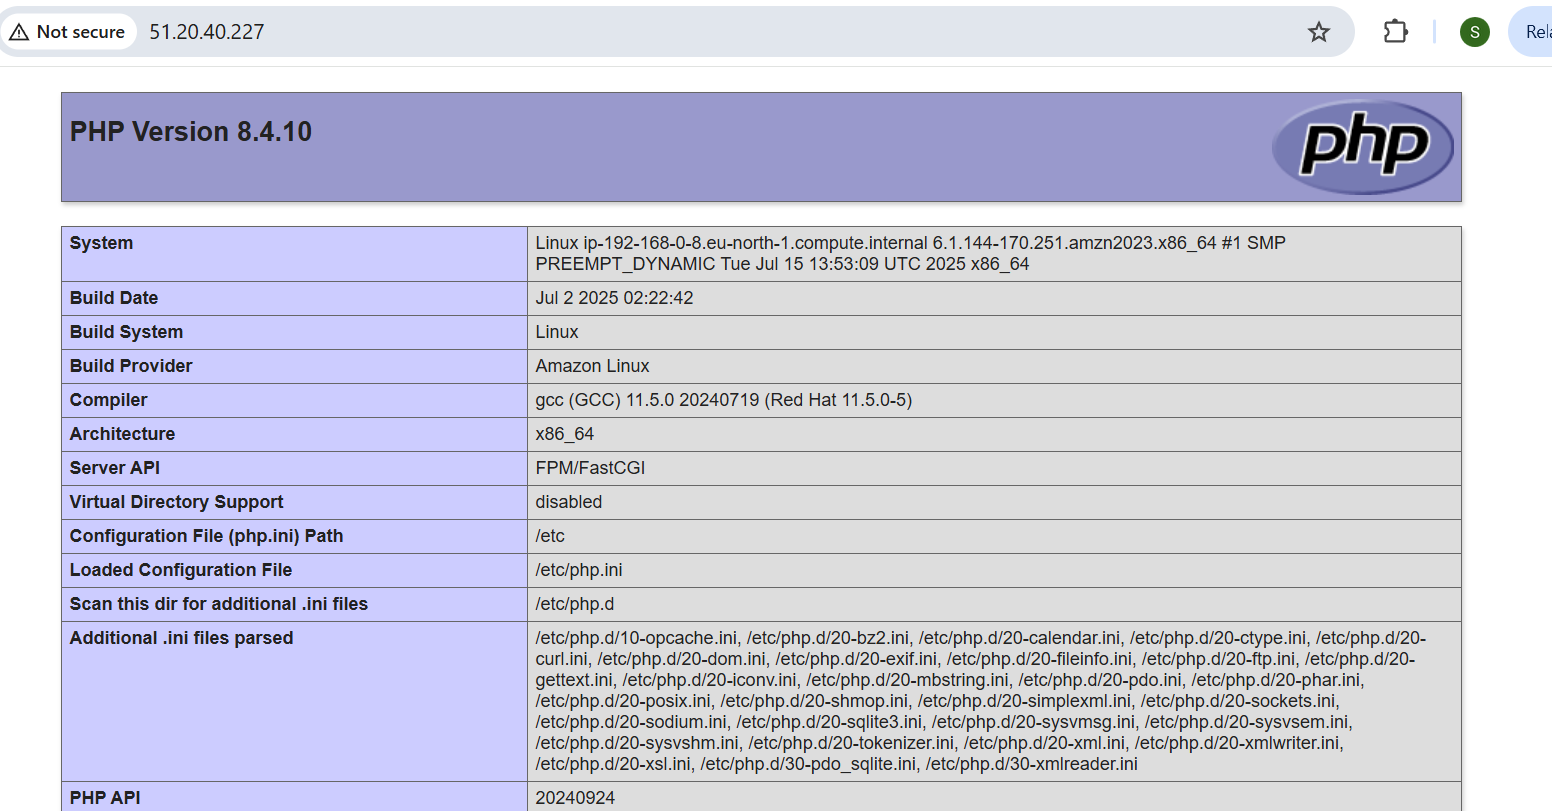 Not secure 51.20.40.227
S
Rela
PHP Version 8.4.10
php
System
Linux ip-192-168-0-8.eu-north-1.compute.internal 6.1.144-170.251.amzn2023.x86_64 #1 SMP
PREEMPT_DYNAMIC Tue Jul 15 13:53:09 UTC 2025 x86_64
Build Date
Jul 2 2025 02:22:42
Build System
Linux
Build Provider
Amazon Linux
Compiler
gcc (GCC) 11.5.0 20240719 (Red Hat 11.5.0-5)
Architecture
x86_64
Server API
FPM/FastCGI
Virtual Directory Support
disabled
Configuration File (php.ini) Path
/etc
Loaded Configuration File
/etc/php.ini
Scan this dir for additional .ini files
/etc/php.d
Additional .ini files parsed
/etc/php.d/10-opcache.ini, /etc/php.d/20-bz2.ini, /etc/php.d/20-calendar.ini, /etc/php.d/20-ctype.ini, /etc/php.d/20-
curl.ini, /etc/php.d/20-dom.ini, /etc/php.d/20-exif.ini, /etc/php.d/20-fileinfo.ini, /etc/php.d/20-ftp.ini, /etc/php.d/20-
gettext.ini, /etc/php.d/20-iconv.ini, /etc/php.d/20-mbstring.ini, /etc/php.d/20-pdo.ini, /etc/php.d/20-phar.ini,
/etc/php.d/20-posix.ini, /etc/php.d/20-shmop.ini, /etc/php.d/20-simplexml.ini, /etc/php.d/20-sockets.ini,
/etc/php.d/20-sodium.ini, /etc/php.d/20-sqlite3.ini, /etc/php.d/20-sysvmsg.ini, /etc/php.d/20-sysvsem.ini,
/etc/php.d/20-sysvshm.ini, /etc/php.d/20-tokenizer.ini, /etc/php.d/20-xml.ini, /etc/php.d/20-xmlwriter.ini,
/etc/php.d/20-xsl.ini, /etc/php.d/30-pdo_sqlite.ini, /etc/php.d/30-xmlreader.ini
PHP API
20240924